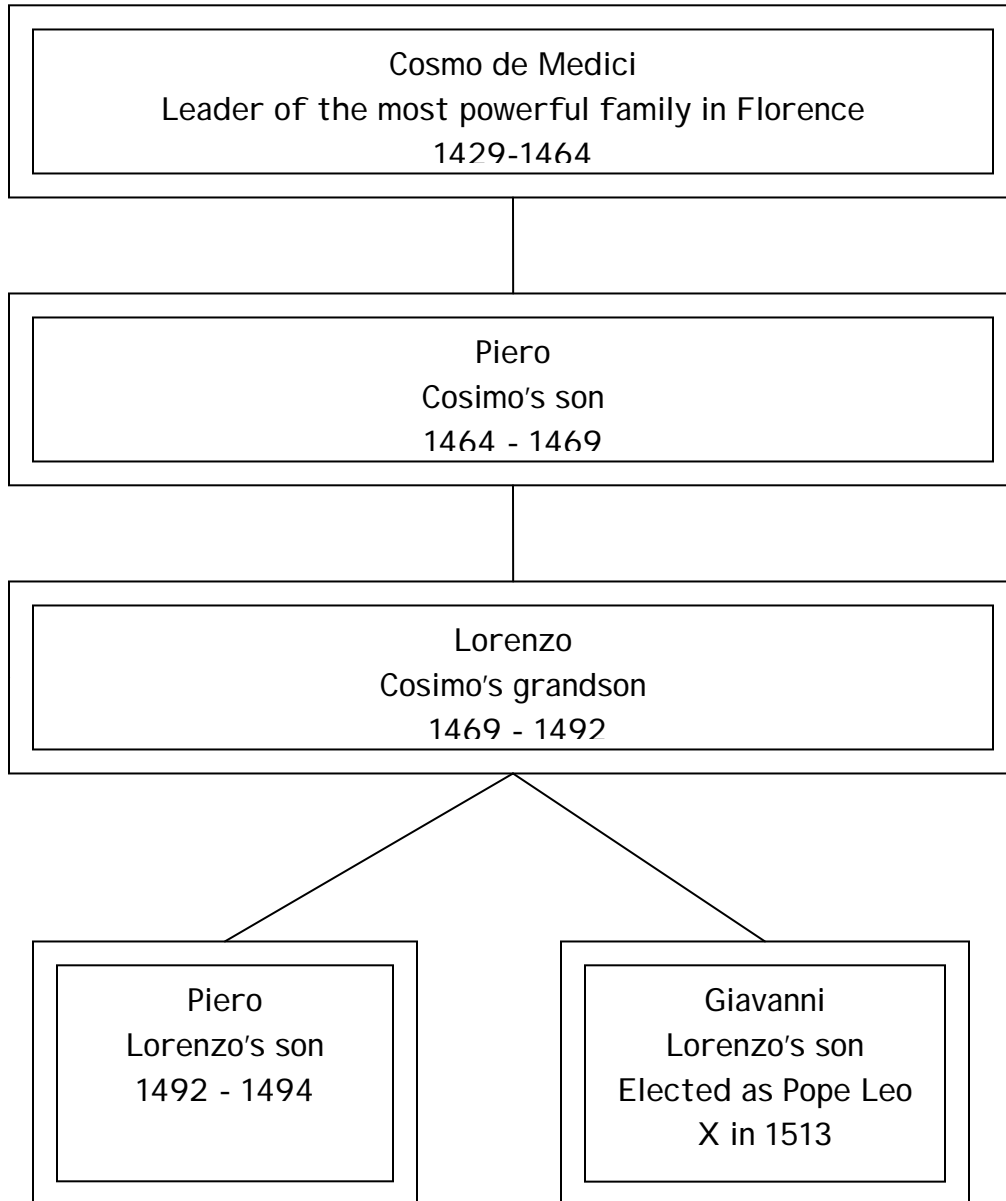 Cosmo de Medici
Leader of the most powerful family in Florence
1429-1464
Piero
Cosimo's son
1464 - 1469
Lorenzo
Cosimo's grandson
1469 - 1492
Piero
Lorenzo's son
1492 - 1494
Giavanni
Lorenzo's son
Elected as Pope Leo
X in 1513